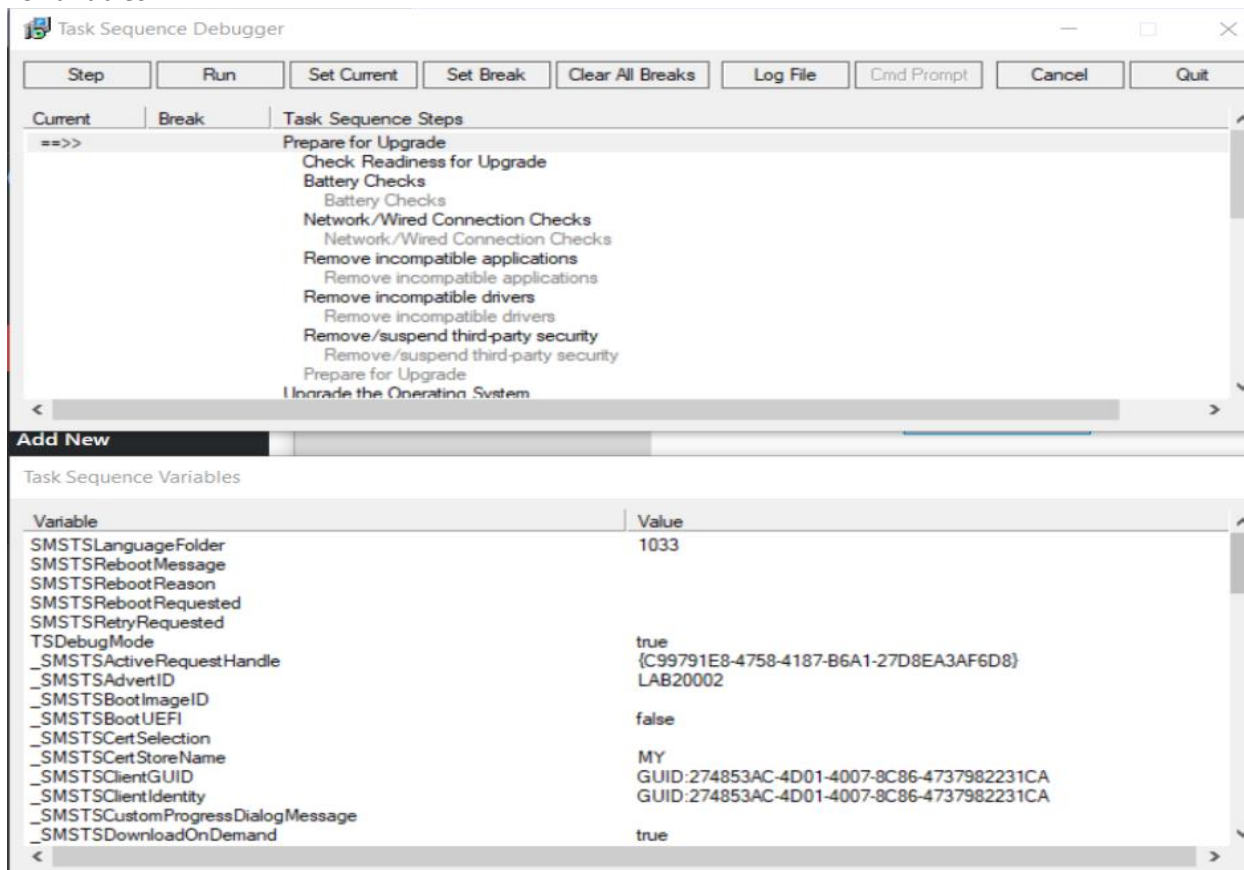 Task Sequence Debugger
Step Run Set Current Set Break Clear All Breaks Log File Cmd Prompt Cancel Quit
Current Break Task Sequence Steps
==>> Prepare for Upgrade
Check Readiness for Upgrade
Battery Checks
Battery Checks
Network/Wired Connection Checks
Network/Wired Connection Checks
Remove incompatible applications
Remove incompatible applications
Remove incompatible drivers
Remove incompatible drivers
Remove/suspend third-party security
Remove/suspend third-party security
Prepare for Upgrade
Upgrade the Operating System
Add New
Task Sequence Variables
Variable Value
SMSTSLanguageFolder 1033
SMSTSRebootMessage
SMSTSRebootReason
SMSTSRebootRequested
SMSTSRetryRequested
TSDebugMode true
_SMSTSActiveRequestHandle {C99791E8-4758-4187-B6A1-27D8EA3AF6D8}
_SMSTSAdvertID LAB20002
_SMSTSBootImageID
_SMSTSBootUEFI false
_SMSTSCertSelection
_SMSTSCertStoreName MY
_SMSTSClientGUID GUID:274853AC-4D01-4007-8C86-4737982231CA
_SMSTSClientIdentity GUID:274853AC-4D01-4007-8C86-4737982231CA
_SMSTSCustomProgressDialogMessage
_SMSTSDownloadOnDemand true